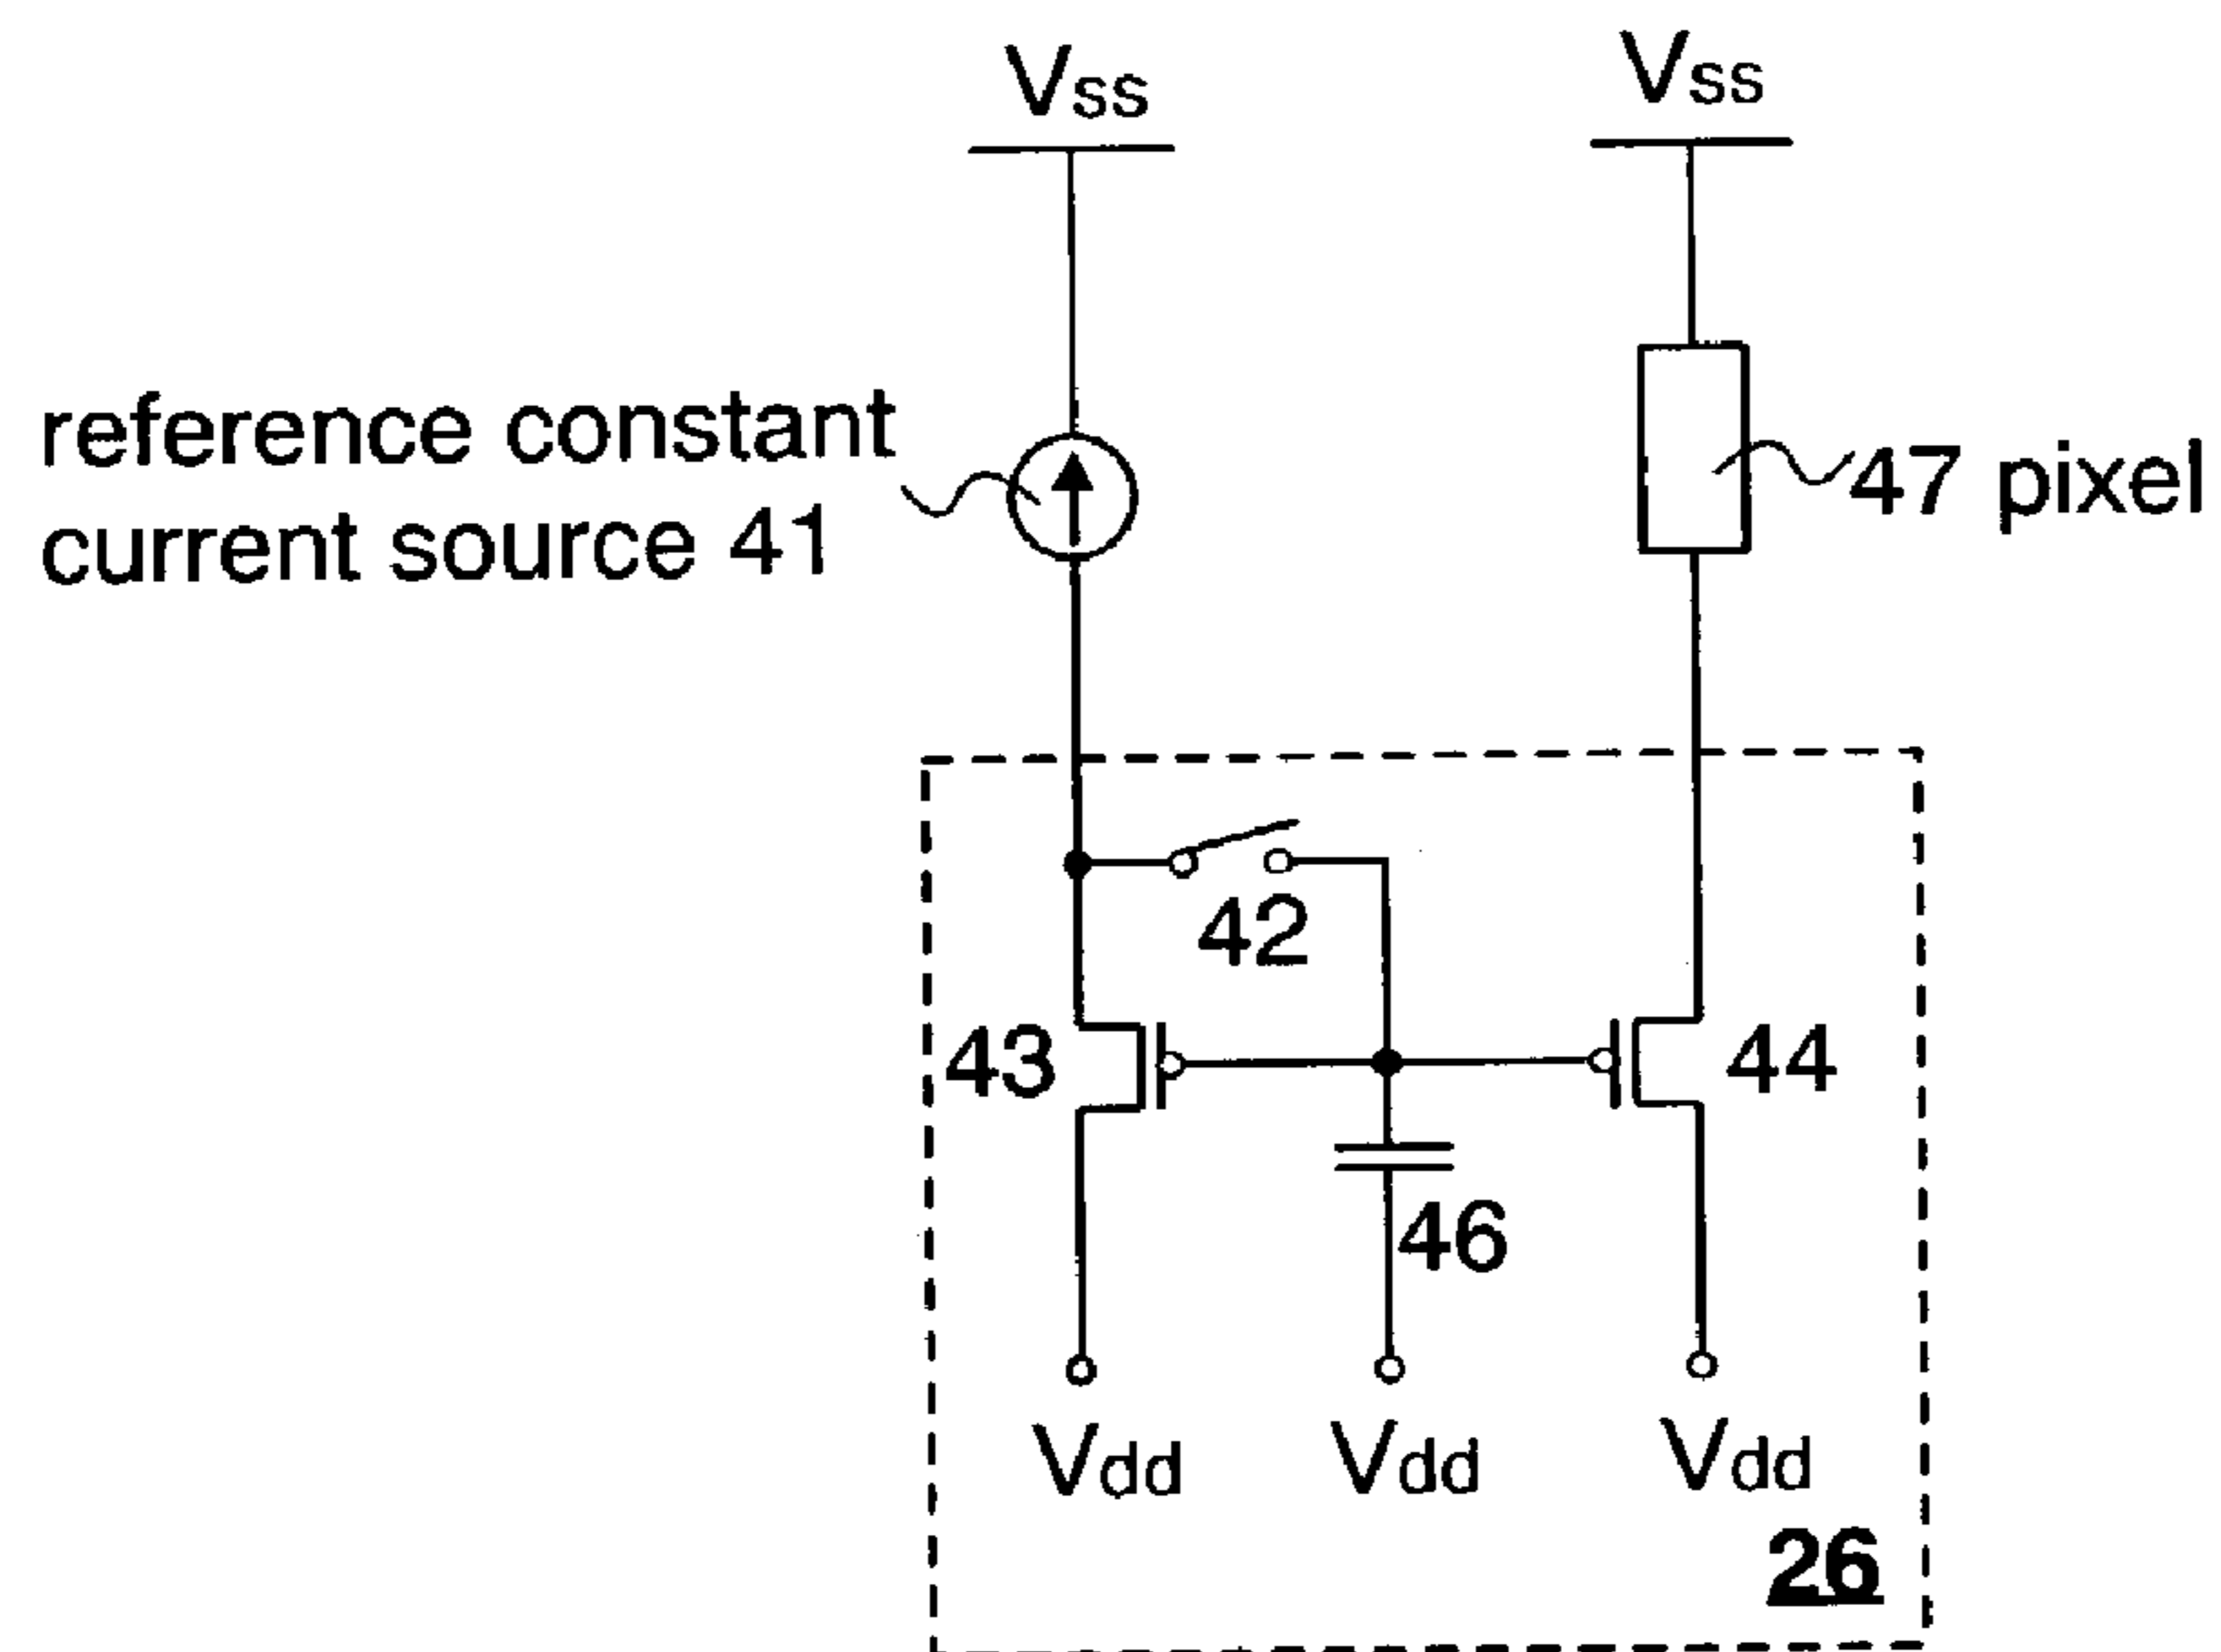 Vss
Vss
reference constant
current source 41
47 pixel
42
43
44
46
Vdd
Vdd
Vdd
26